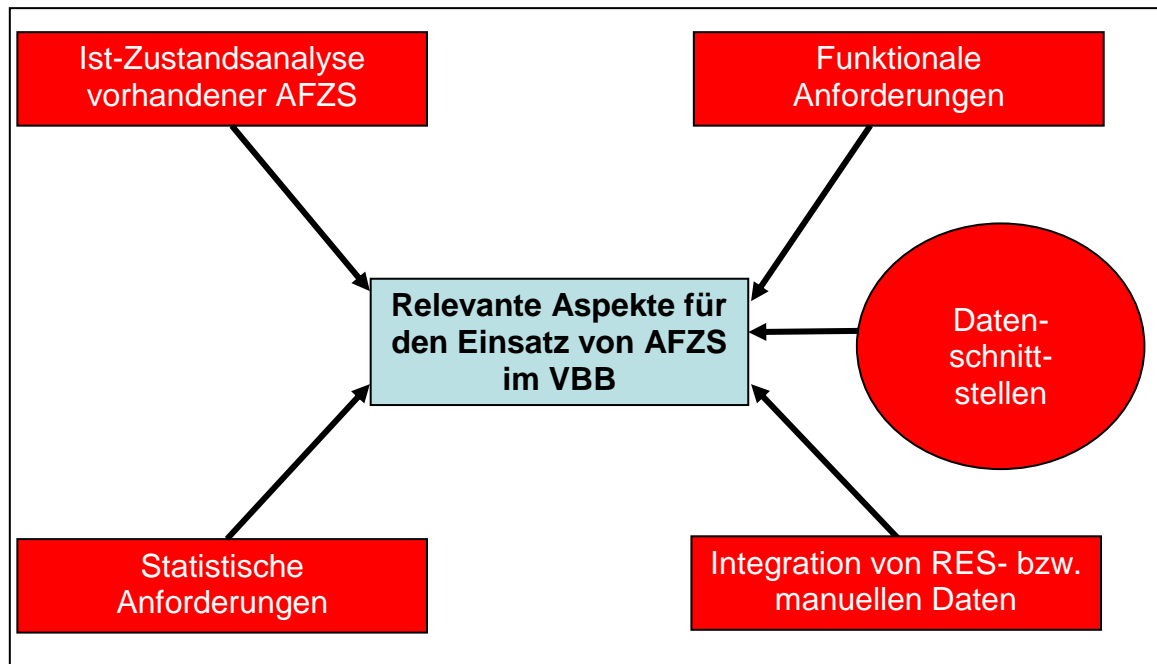 Ist-Zustandsanalyse
vorhandener AFZS
Funktionale
Anforderungen
Relevante Aspekte für
den Einsatz von AFZS
im VBB
Daten-
schnitt-
stellen
Statistische
Anforderungen
Integration von RES- bzw.
manuellen Daten